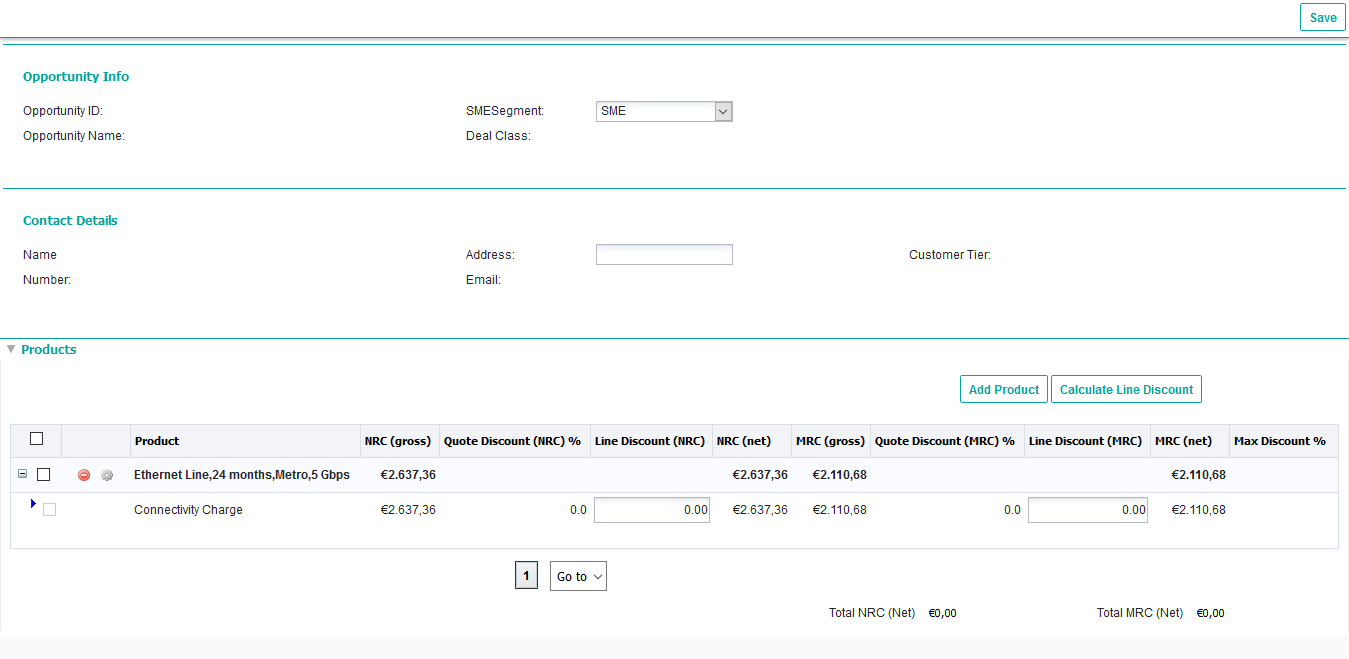 Save
Opportunity Info
Opportunity ID: SMESegment: SME
Opportunity Name: Deal Class:
Contact Details
Name Address: Customer Tier:
Number: Email:
Products
Add Product Calculate Line Discount
Product NRC (gross) Quote Discount (NRC) % Line Discount (NRC) NRC (net) MRC (gross) Quote Discount (MRC) % Line Discount (MRC) MRC (net) Max Discount %
Ethernet Line,24 months,Metro,5 Gbps €2.637,36 €2.637,36 €2.110,68 €2.110,68
Connectivity Charge €2.637,36 0.0 0.00 €2.637,36 €2.110,68 0.0 0.00 €2.110,68
1 Go to
Total NRC (Net) €0,00 Total MRC (Net) €0,00